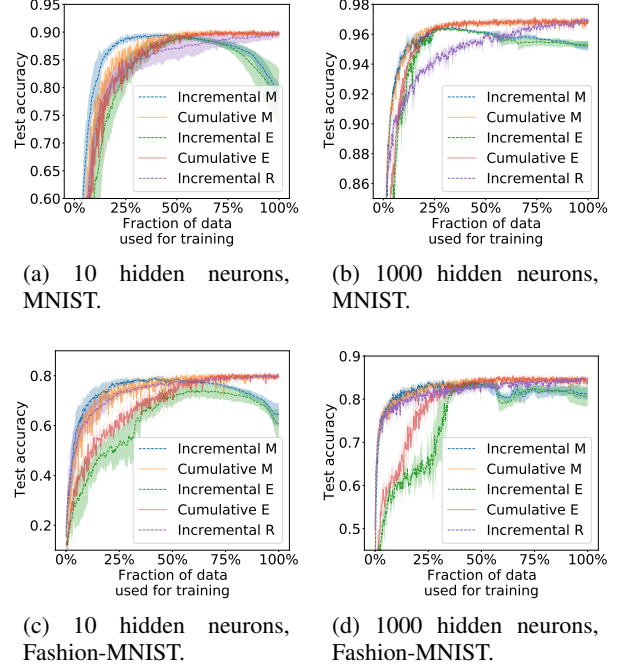 0.95
0.90
0.85
0.80
0.75
0.70
0.65
0.60
Test accuracy
Incremental M
Cumulative M
Incremental E
Cumulative E
Incremental R
0% 25% 50% 75% 100%
Fraction of data
used for training
(a) 10 hidden neurons,
MNIST.
0.98
0.96
0.94
0.92
0.90
0.88
0.86
Test accuracy
Incremental M
Cumulative M
Incremental E
Cumulative E
Incremental R
0% 25% 50% 75% 100%
Fraction of data
used for training
(b) 1000 hidden neurons,
MNIST.
0.8
0.6
0.4
0.2
Test accuracy
Incremental M
Cumulative M
Incremental E
Cumulative E
Incremental R
0% 25% 50% 75% 100%
Fraction of data
used for training
(c) 10 hidden neurons,
Fashion-MNIST.
0.9
0.8
0.7
0.6
0.5
Test accuracy
Incremental M
Cumulative M
Incremental E
Cumulative E
Incremental R
0% 25% 50% 75% 100%
Fraction of data
used for training
(d) 1000 hidden neurons,
Fashion-MNIST.